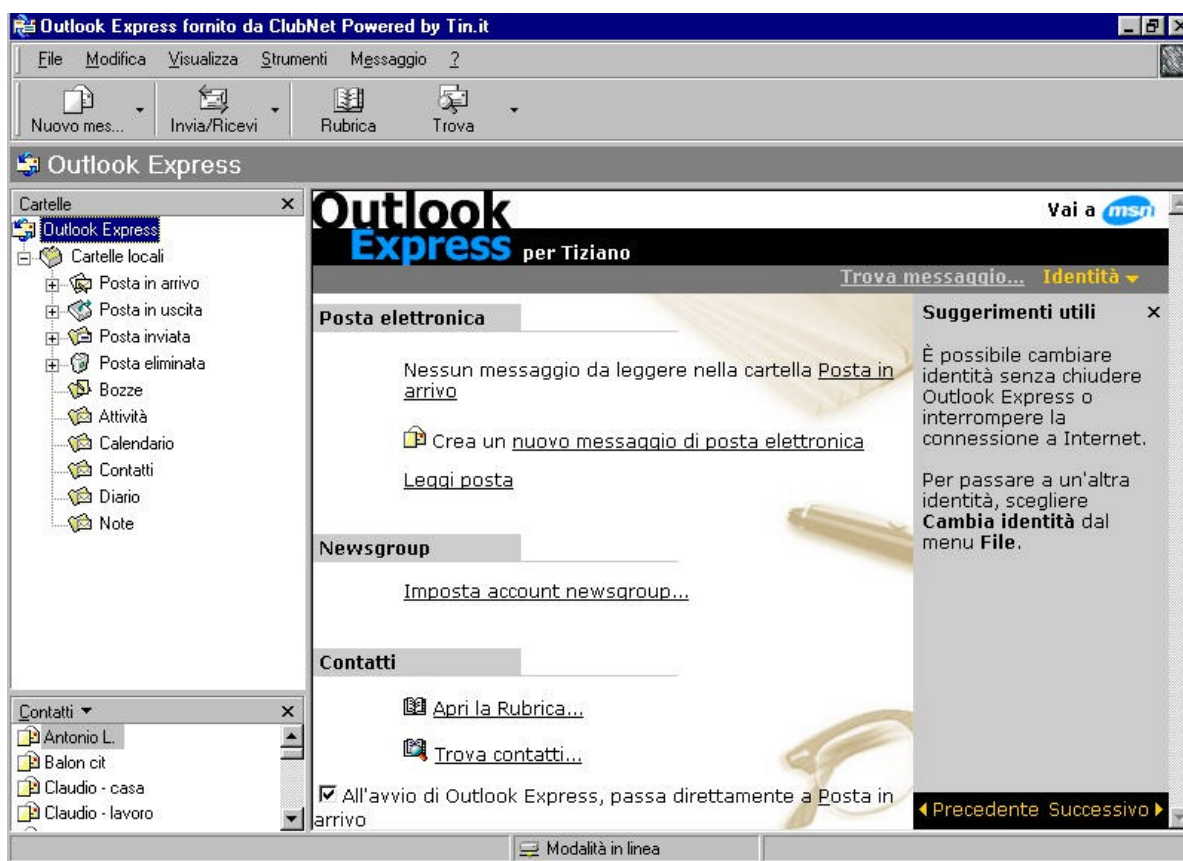 Outlook Express fornito da ClubNet Powered by Tin.it
File Modifica Visualizza Strumenti Messaggio ?
Nuovo mes... Invia/Ricevi Rubrica Trova
Outlook Express
Cartelle
Outlook Express
Cartelle locali
Posta in arrivo
Posta in uscita
Posta inviata
Posta eliminata
Bozze
Attività
Calendario
Contatti
Diario
Note
Contatti
Antonio L.
Balon cit
Claudio - casa
Claudio - lavoro
Outlook
Express per Tiziano
Vai a msn
Trova messaggio... Identità
Posta elettronica
Nessun messaggio da leggere nella cartella Posta in
arrivo
Crea un nuovo messaggio di posta elettronica
Leggi posta
Newsgroup
Imposta account newsgroup...
Contatti
Apri la Rubrica...
Trova contatti...
All'avvio di Outlook Express, passa direttamente a Posta in
arrivo
Suggerimenti utili
È possibile cambiare
identità senza chiudere
Outlook Express o
interrompere la
connessione a Internet.
Per passare a un'altra
identità, scegliere
Cambia identità dal
menu File.
Precedente Successivo
Modalità in linea